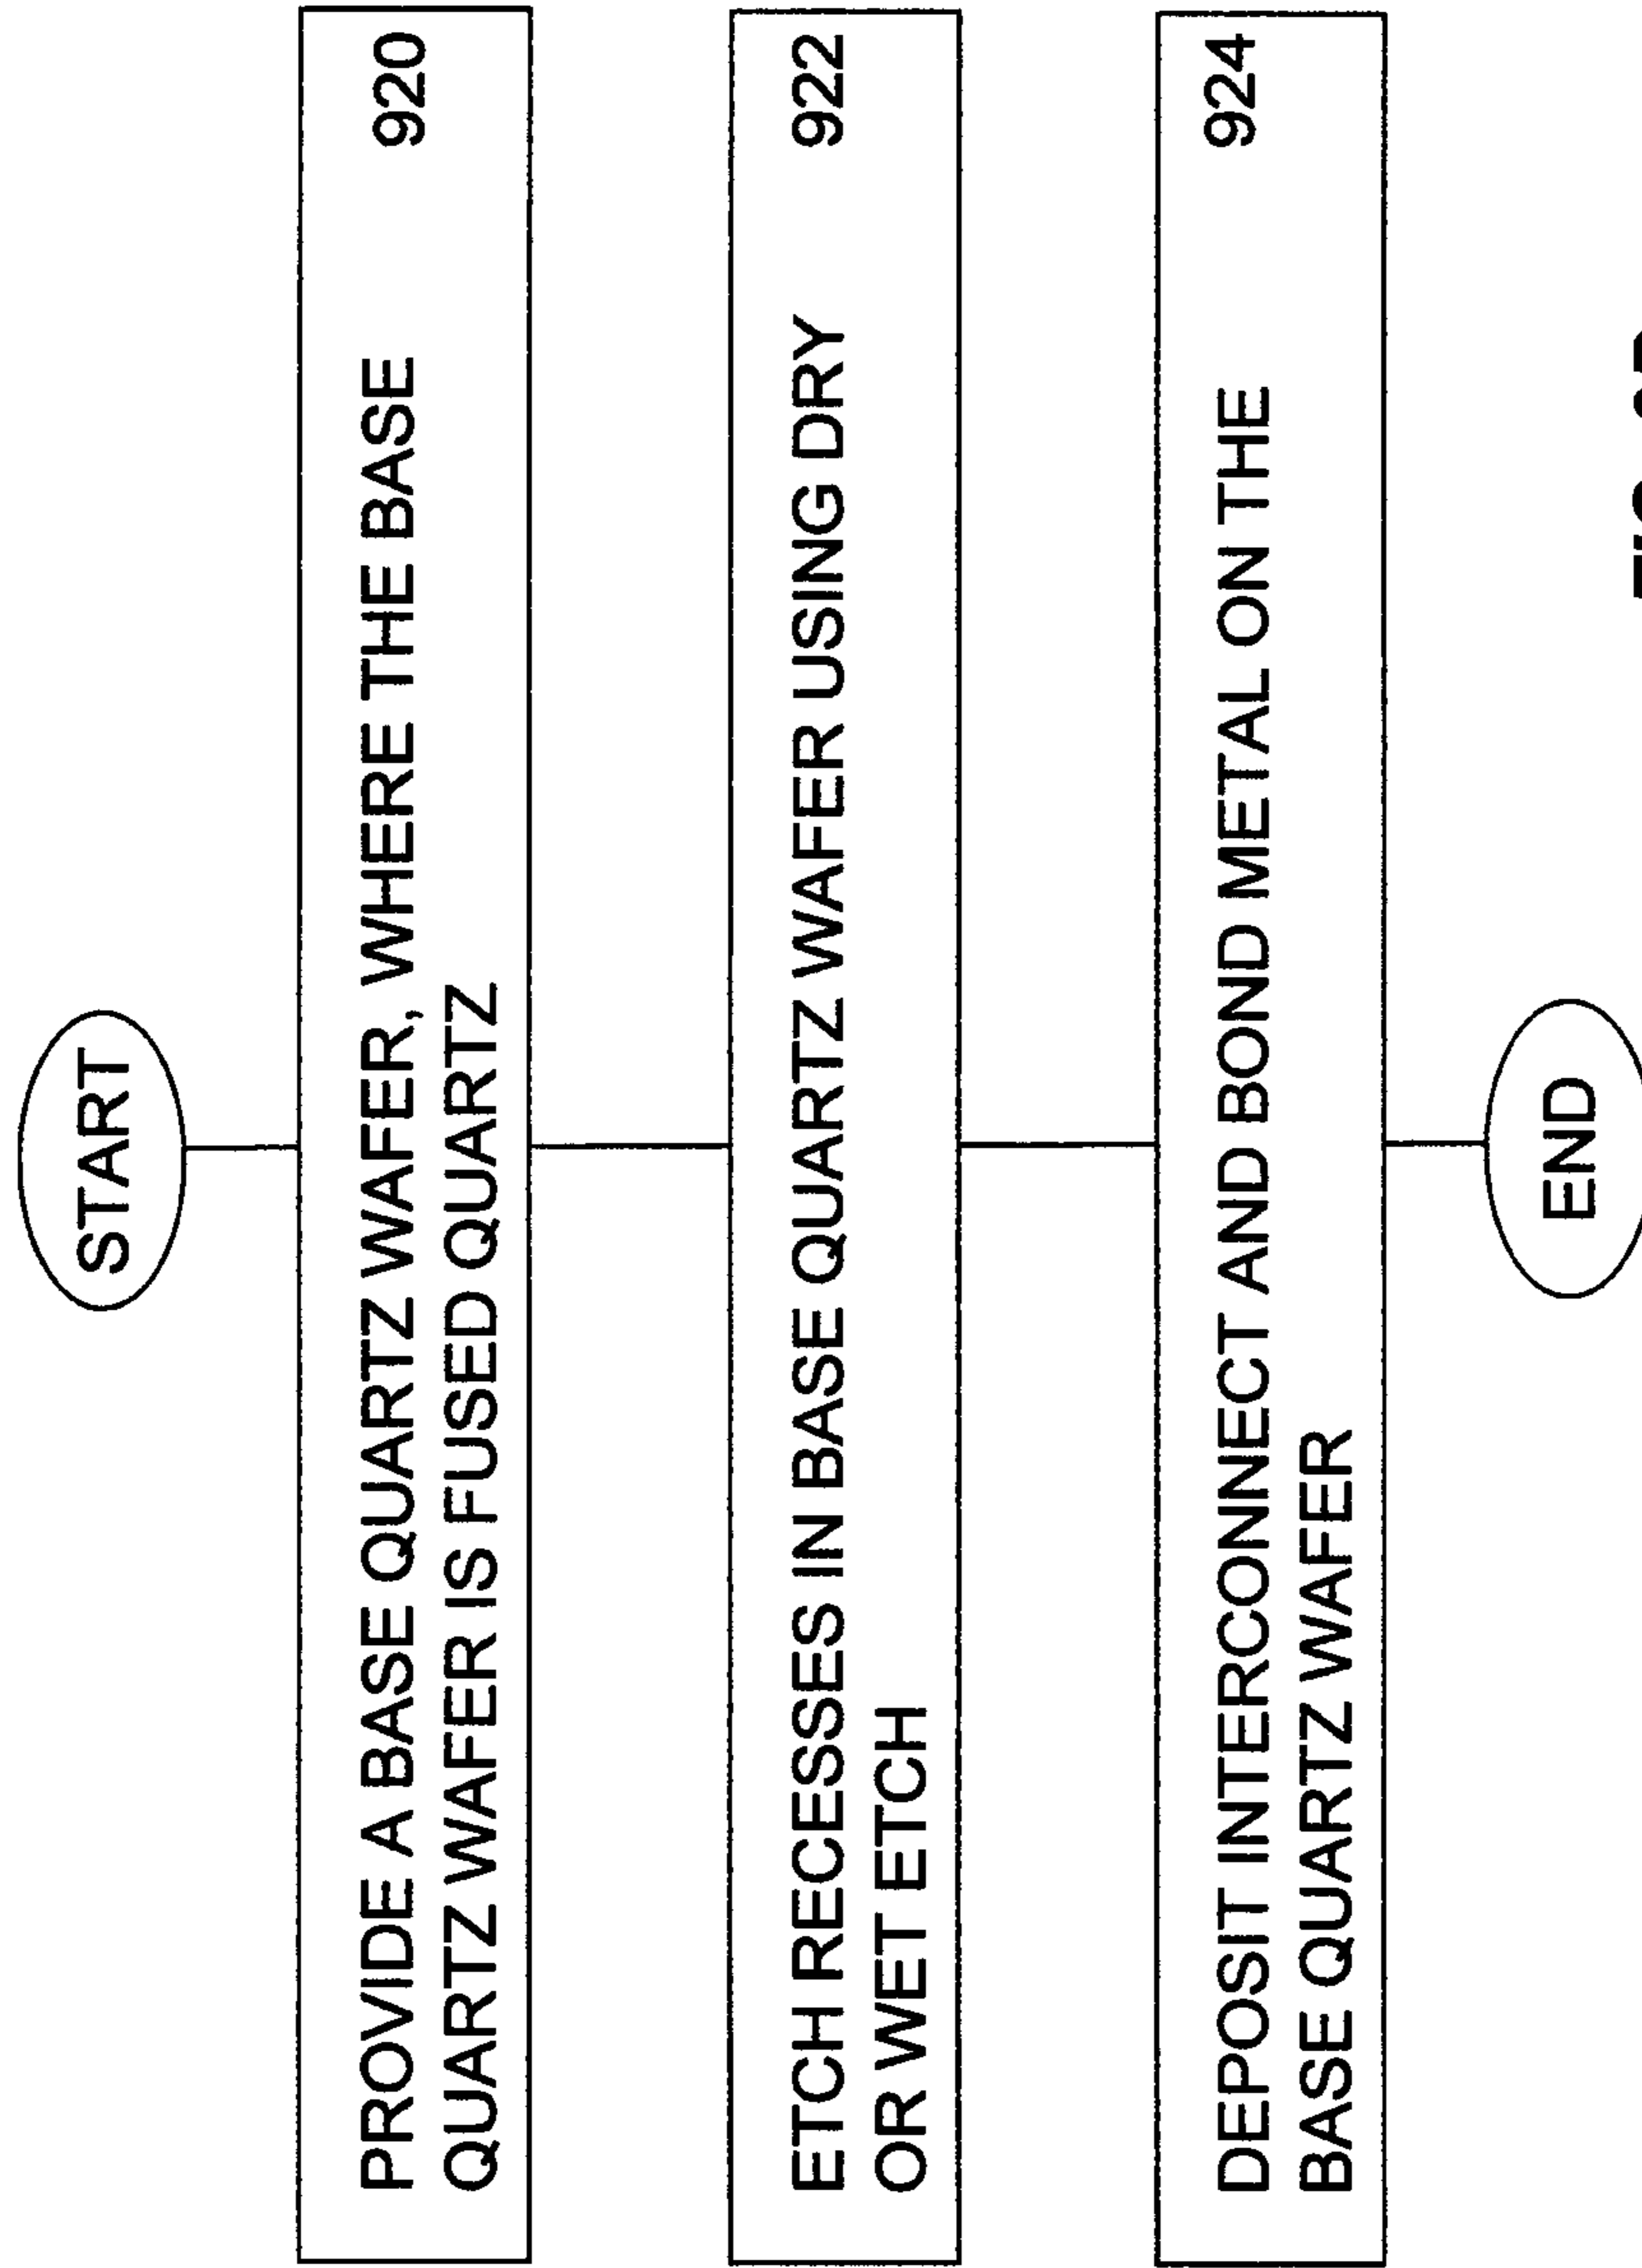 START
PROVIDE A BASE QUARTZ WAFER, WHERE THE BASE 920
QUARTZ WAFER IS FUSED QUARTZ
ETCH RECESSES IN BASE QUARTZ WAFER USING DRY 922
OR WET ETCH
DEPOSIT INTERCONNECT AND BOND METAL ON THE 924
BASE QUARTZ WAFER
END